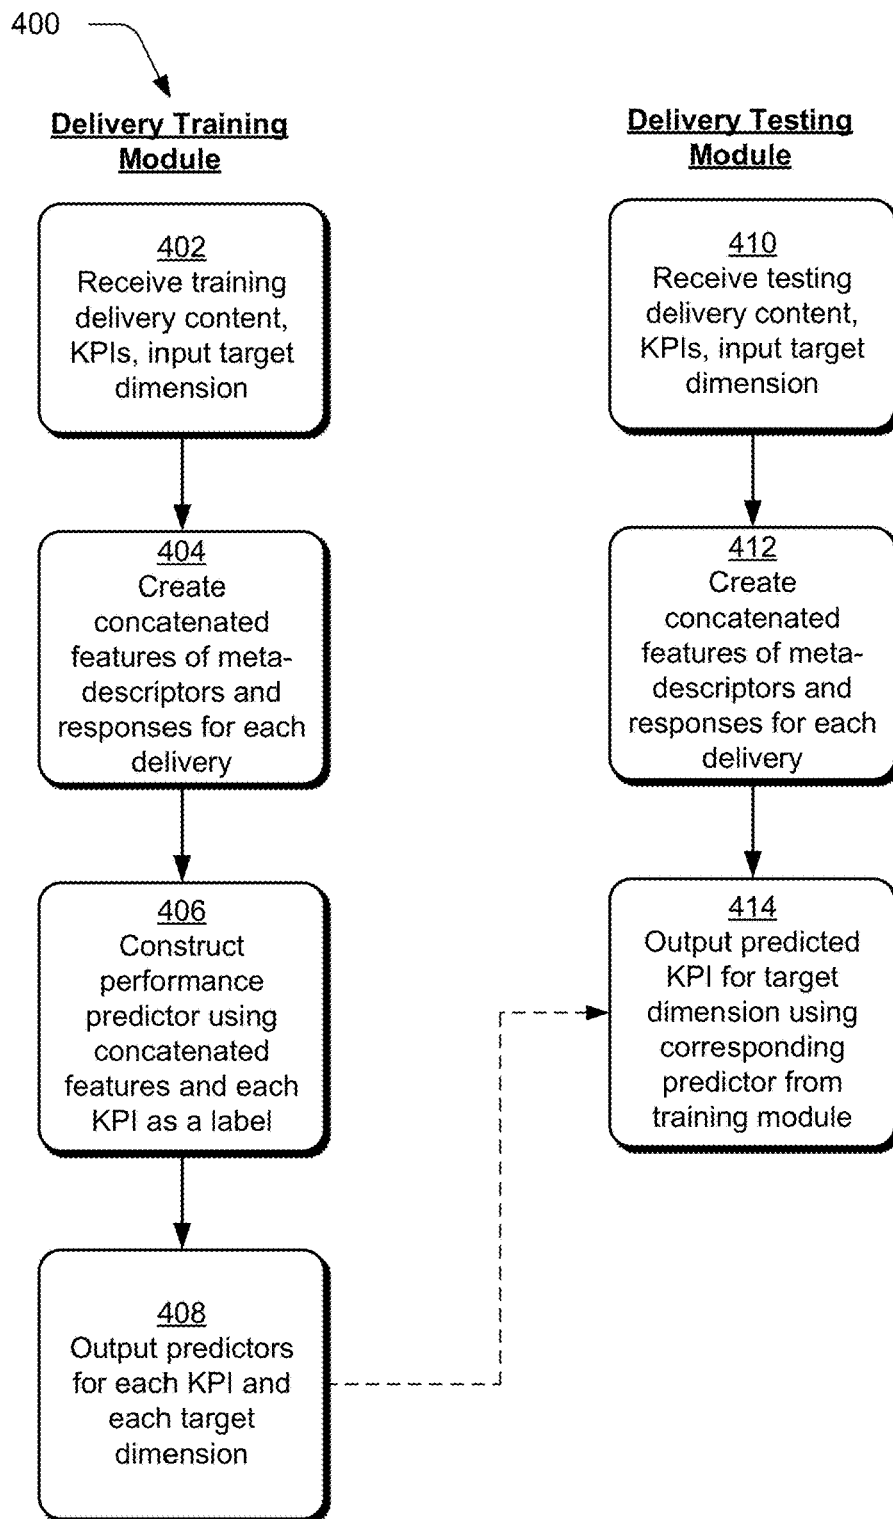 400
Delivery Training
Module
402
Receive training
delivery content,
KPIs, input target
dimension
404
Create
concatenated
features of meta-
descriptors and
responses for each
delivery
406
Construct
performance
predictor using
concatenated
features and each
KPI as a label
408
Output predictors
for each KPI and
each target
dimension
Delivery Testing
Module
410
Receive testing
delivery content,
KPIs, input target
dimension
412
Create
concatenated
features of meta-
descriptors and
responses for each
delivery
414
Output predicted
KPI for target
dimension using
corresponding
predictor from
training module